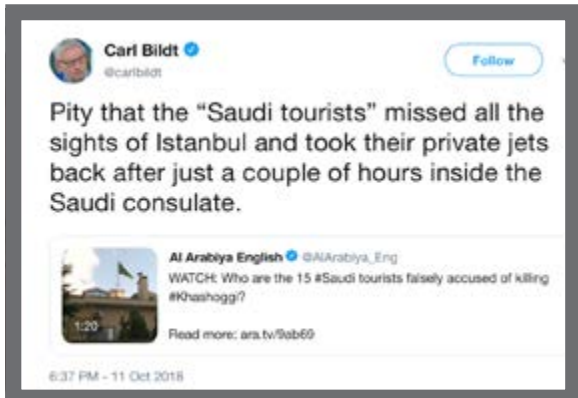 Carl Bildt
@carlbildt
Follow
Pity that the “Saudi tourists” missed all the
sights of Istanbul and took their private jets
back after just a couple of hours inside the
Saudi consulate.
Al Arabiya English @AlArabiya_Eng
WATCH: Who are the 15 #Saudi tourists falsely accused of killing
#Khashoggi?
1:20
Read more: ara.tv/9ab69
6:37 PM - 11 Oct 2018